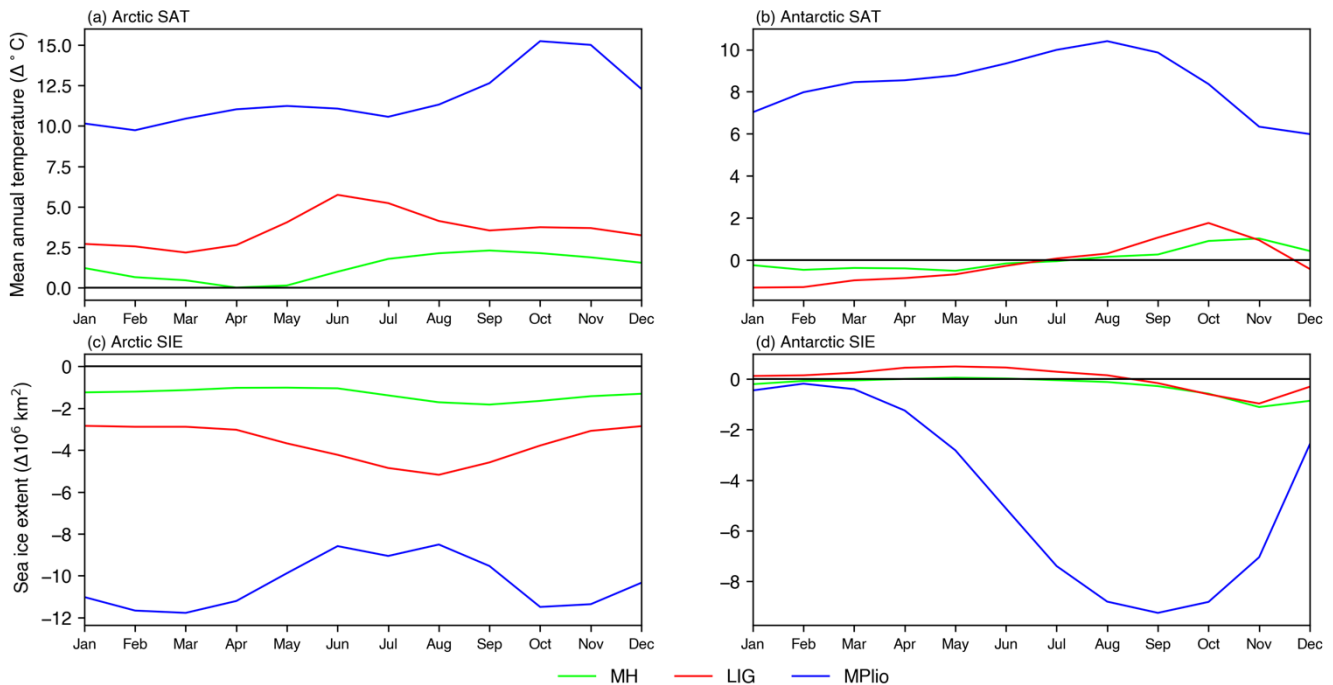 (a) Arctic SAT
(b) Antarctic SAT
Mean annual temperature (Δ ° C)
15.0
12.5
10.0
7.5
5.0
2.5
0.0
10
8
6
4
2
0
Jan Feb Mar Apr May Jun Jul Aug Sep Oct Nov Dec
Jan Feb Mar Apr May Jun Jul Aug Sep Oct Nov Dec
(c) Arctic SIE
(d) Antarctic SIE
Sea ice extent (Δ10⁶ km²)
0
−2
−4
−6
−8
−10
−12
0
−2
−4
−6
−8
Jan Feb Mar Apr May Jun Jul Aug Sep Oct Nov Dec
Jan Feb Mar Apr May Jun Jul Aug Sep Oct Nov Dec
MH LIG MPlio